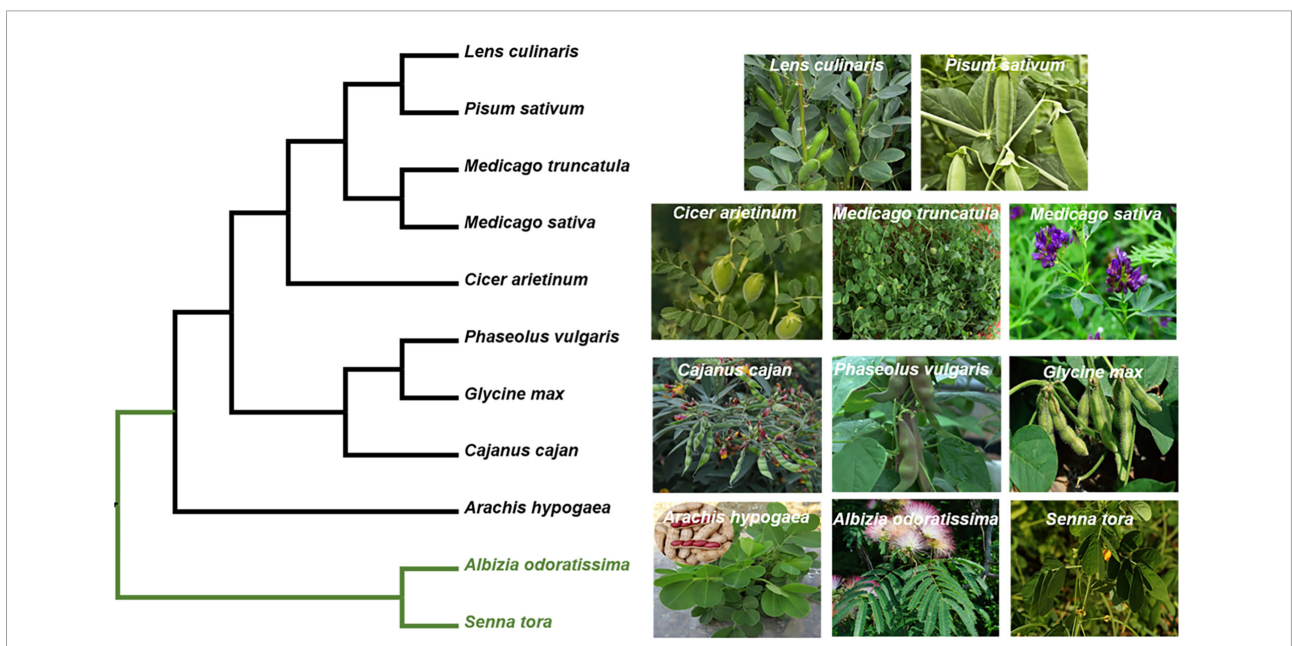 Lens culinaris
Pisum sativum
Medicago truncatula
Medicago sativa
Cicer arietinum
Phaseolus vulgaris
Glycine max
Cajanus cajan
Arachis hypogaea
Albizia odoratissima
Senna tora
Lens culinaris
Pisum sativum
Cicer arietinum
Medicago truncatula
Medicago sativa
Cajanus cajan
Phaseolus vulgaris
Glycine max
Arachis hypogaea
Albizia odoratissima
Senna tora